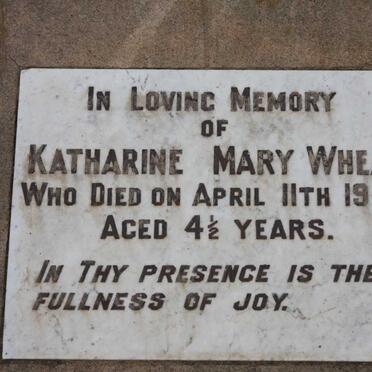 IN LOVING MEMORY
OF
KATHARINE MARY WHEA
WHO DIED ON APRIL 11TH 19
AGED 4½ YEARS.
IN THY PRESENCE IS THE
FULLNESS OF JOY.